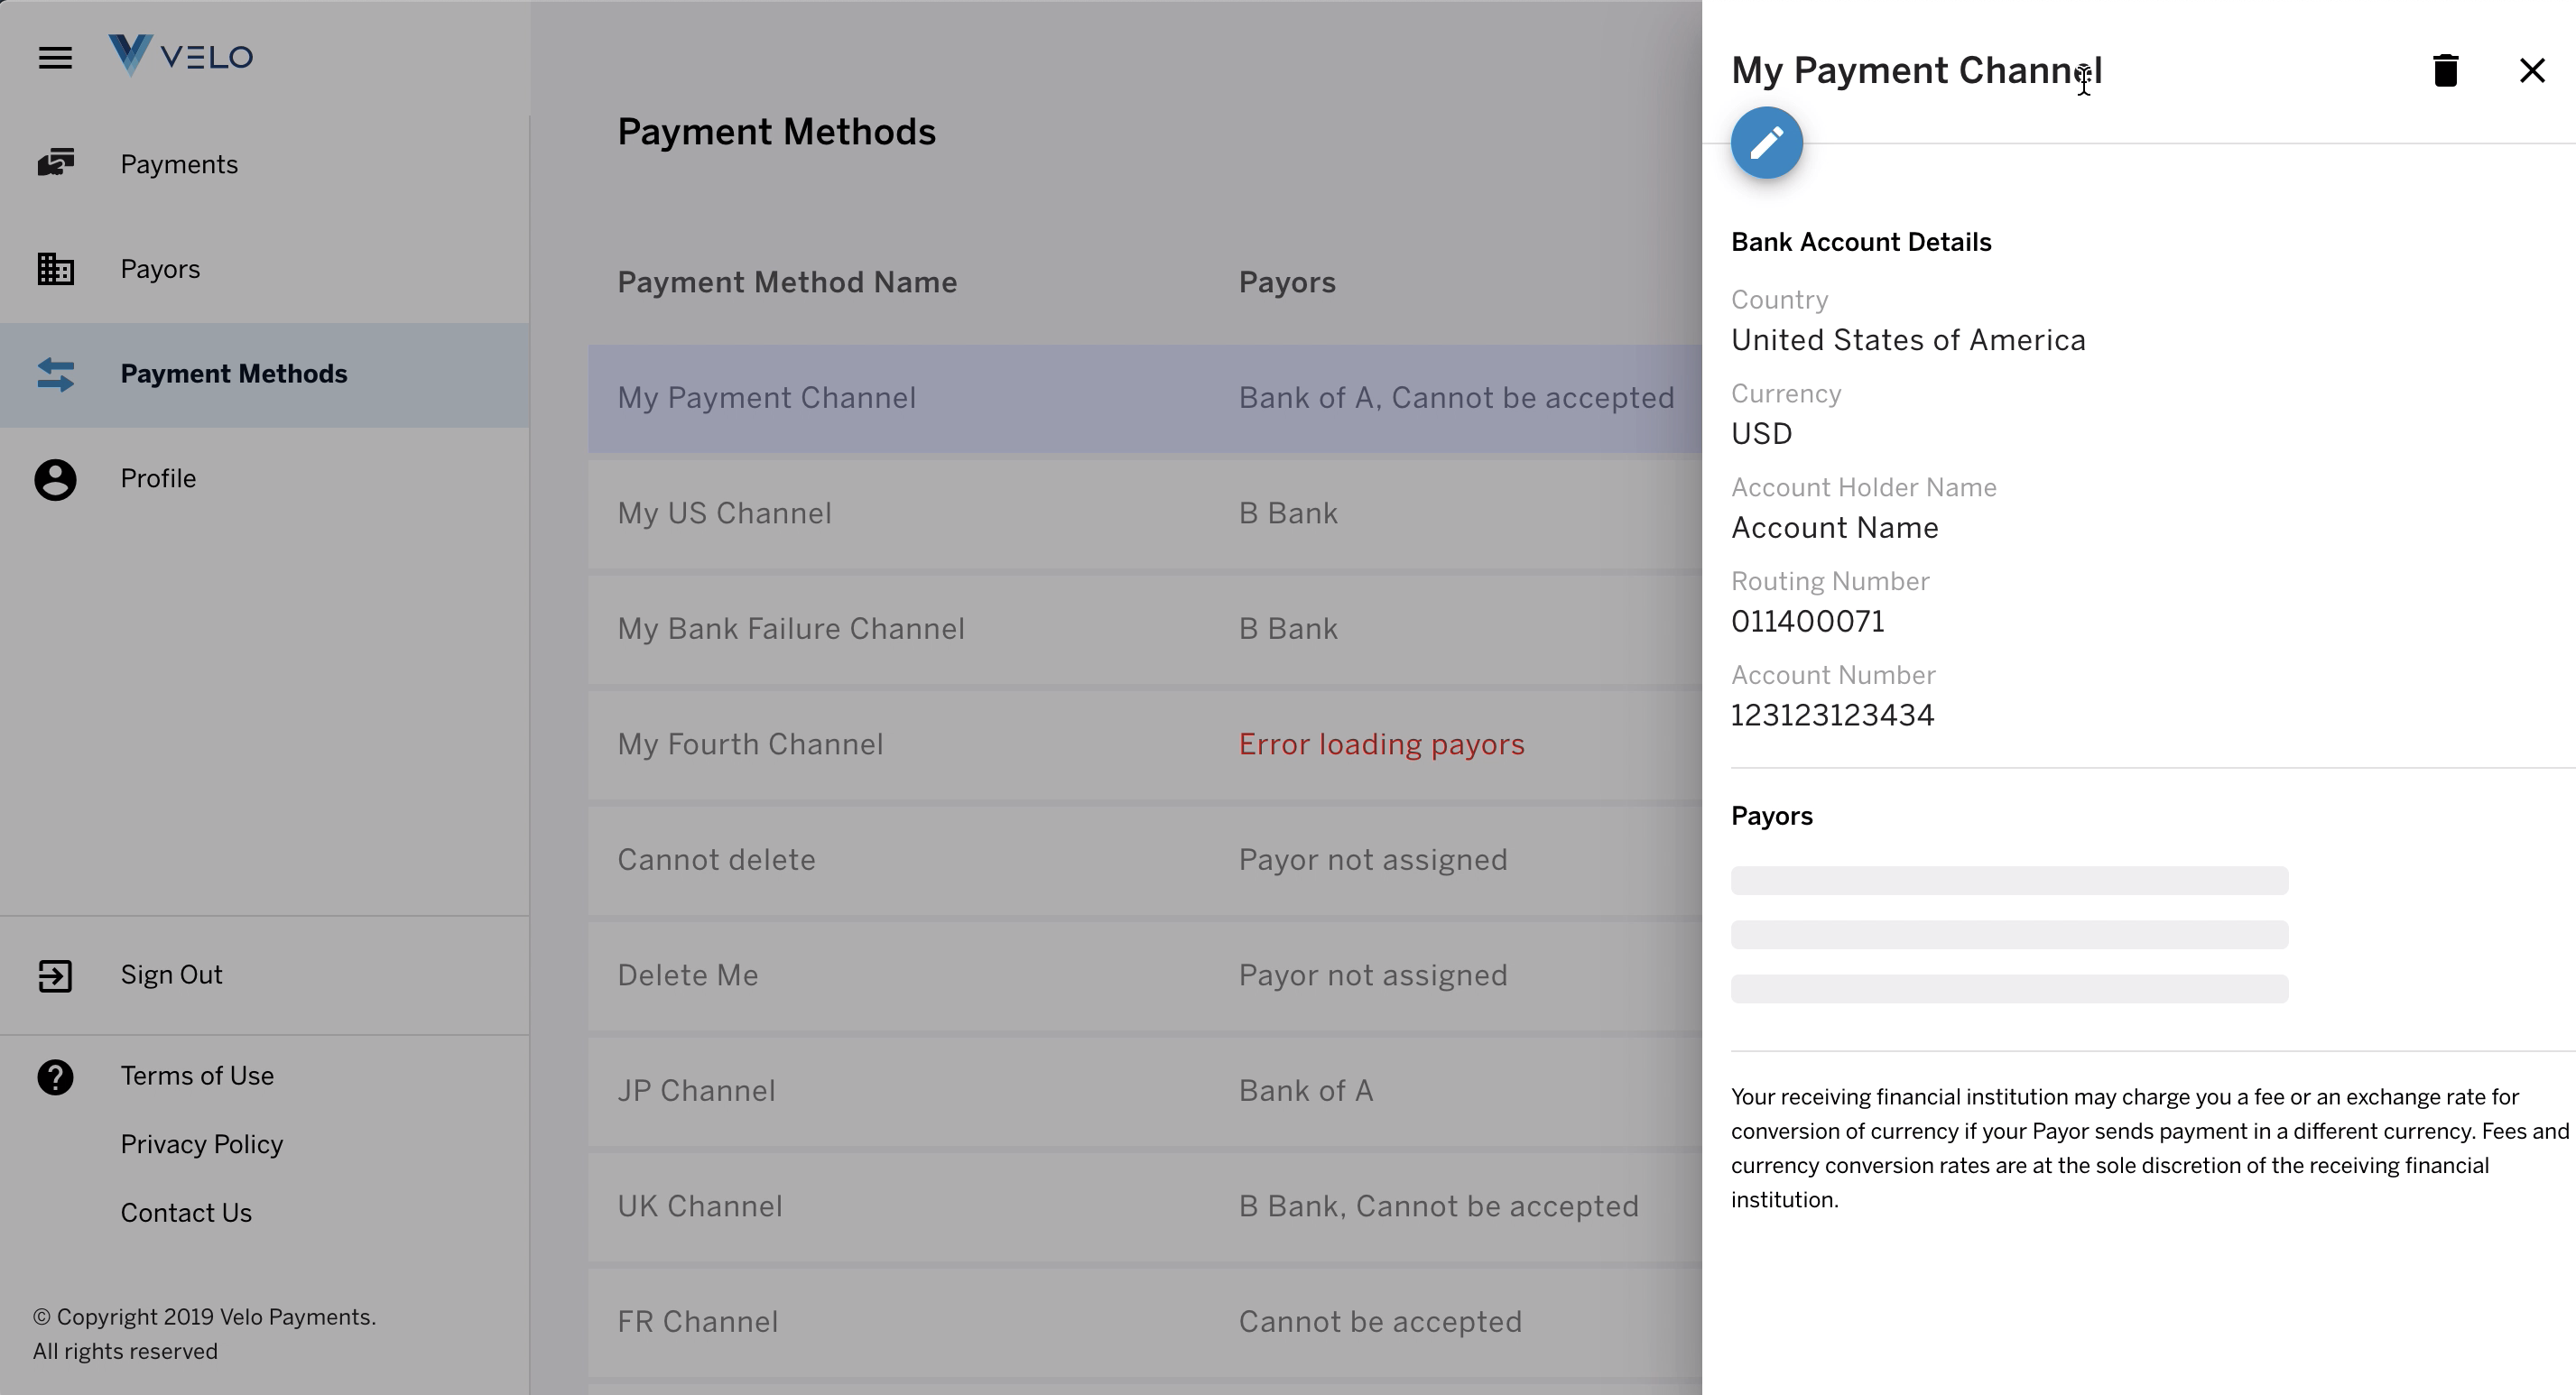 VELO
Payments
Payors
Payment Methods
Profile
Sign Out
Terms of Use
Privacy Policy
Contact Us
© Copyright 2019 Velo Payments.
All rights reserved
Payment Methods
Payment Method Name Payors
My Payment Channel Bank of A, Cannot be accepted
My US Channel B Bank
My Bank Failure Channel B Bank
My Fourth Channel Error loading payors
Cannot delete Payor not assigned
Delete Me Payor not assigned
JP Channel Bank of A
UK Channel B Bank, Cannot be accepted
FR Channel Cannot be accepted
My Payment Channel
Bank Account Details
Country
United States of America
Currency
USD
Account Holder Name
Account Name
Routing Number
011400071
Account Number
123123123434
Payors
Your receiving financial institution may charge you a fee or an exchange rate for
conversion of currency if your Payor sends payment in a different currency. Fees and
currency conversion rates are at the sole discretion of the receiving financial
institution.